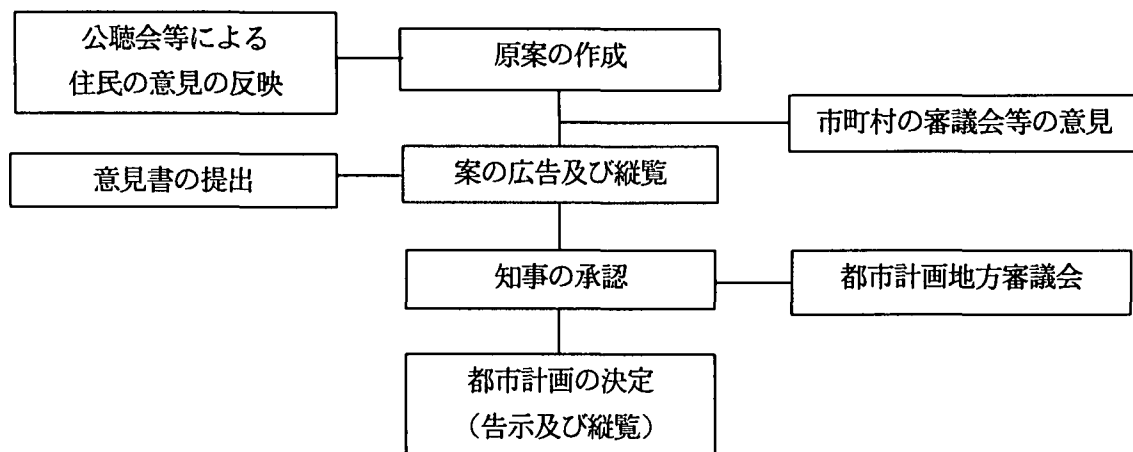 公聴会等による
住民の意見の反映
原案の作成
市町村の審議会等の意見
意見書の提出
案の広告及び縦覧
知事の承認
都市計画地方審議会
都市計画の決定
（告示及び縦覧）